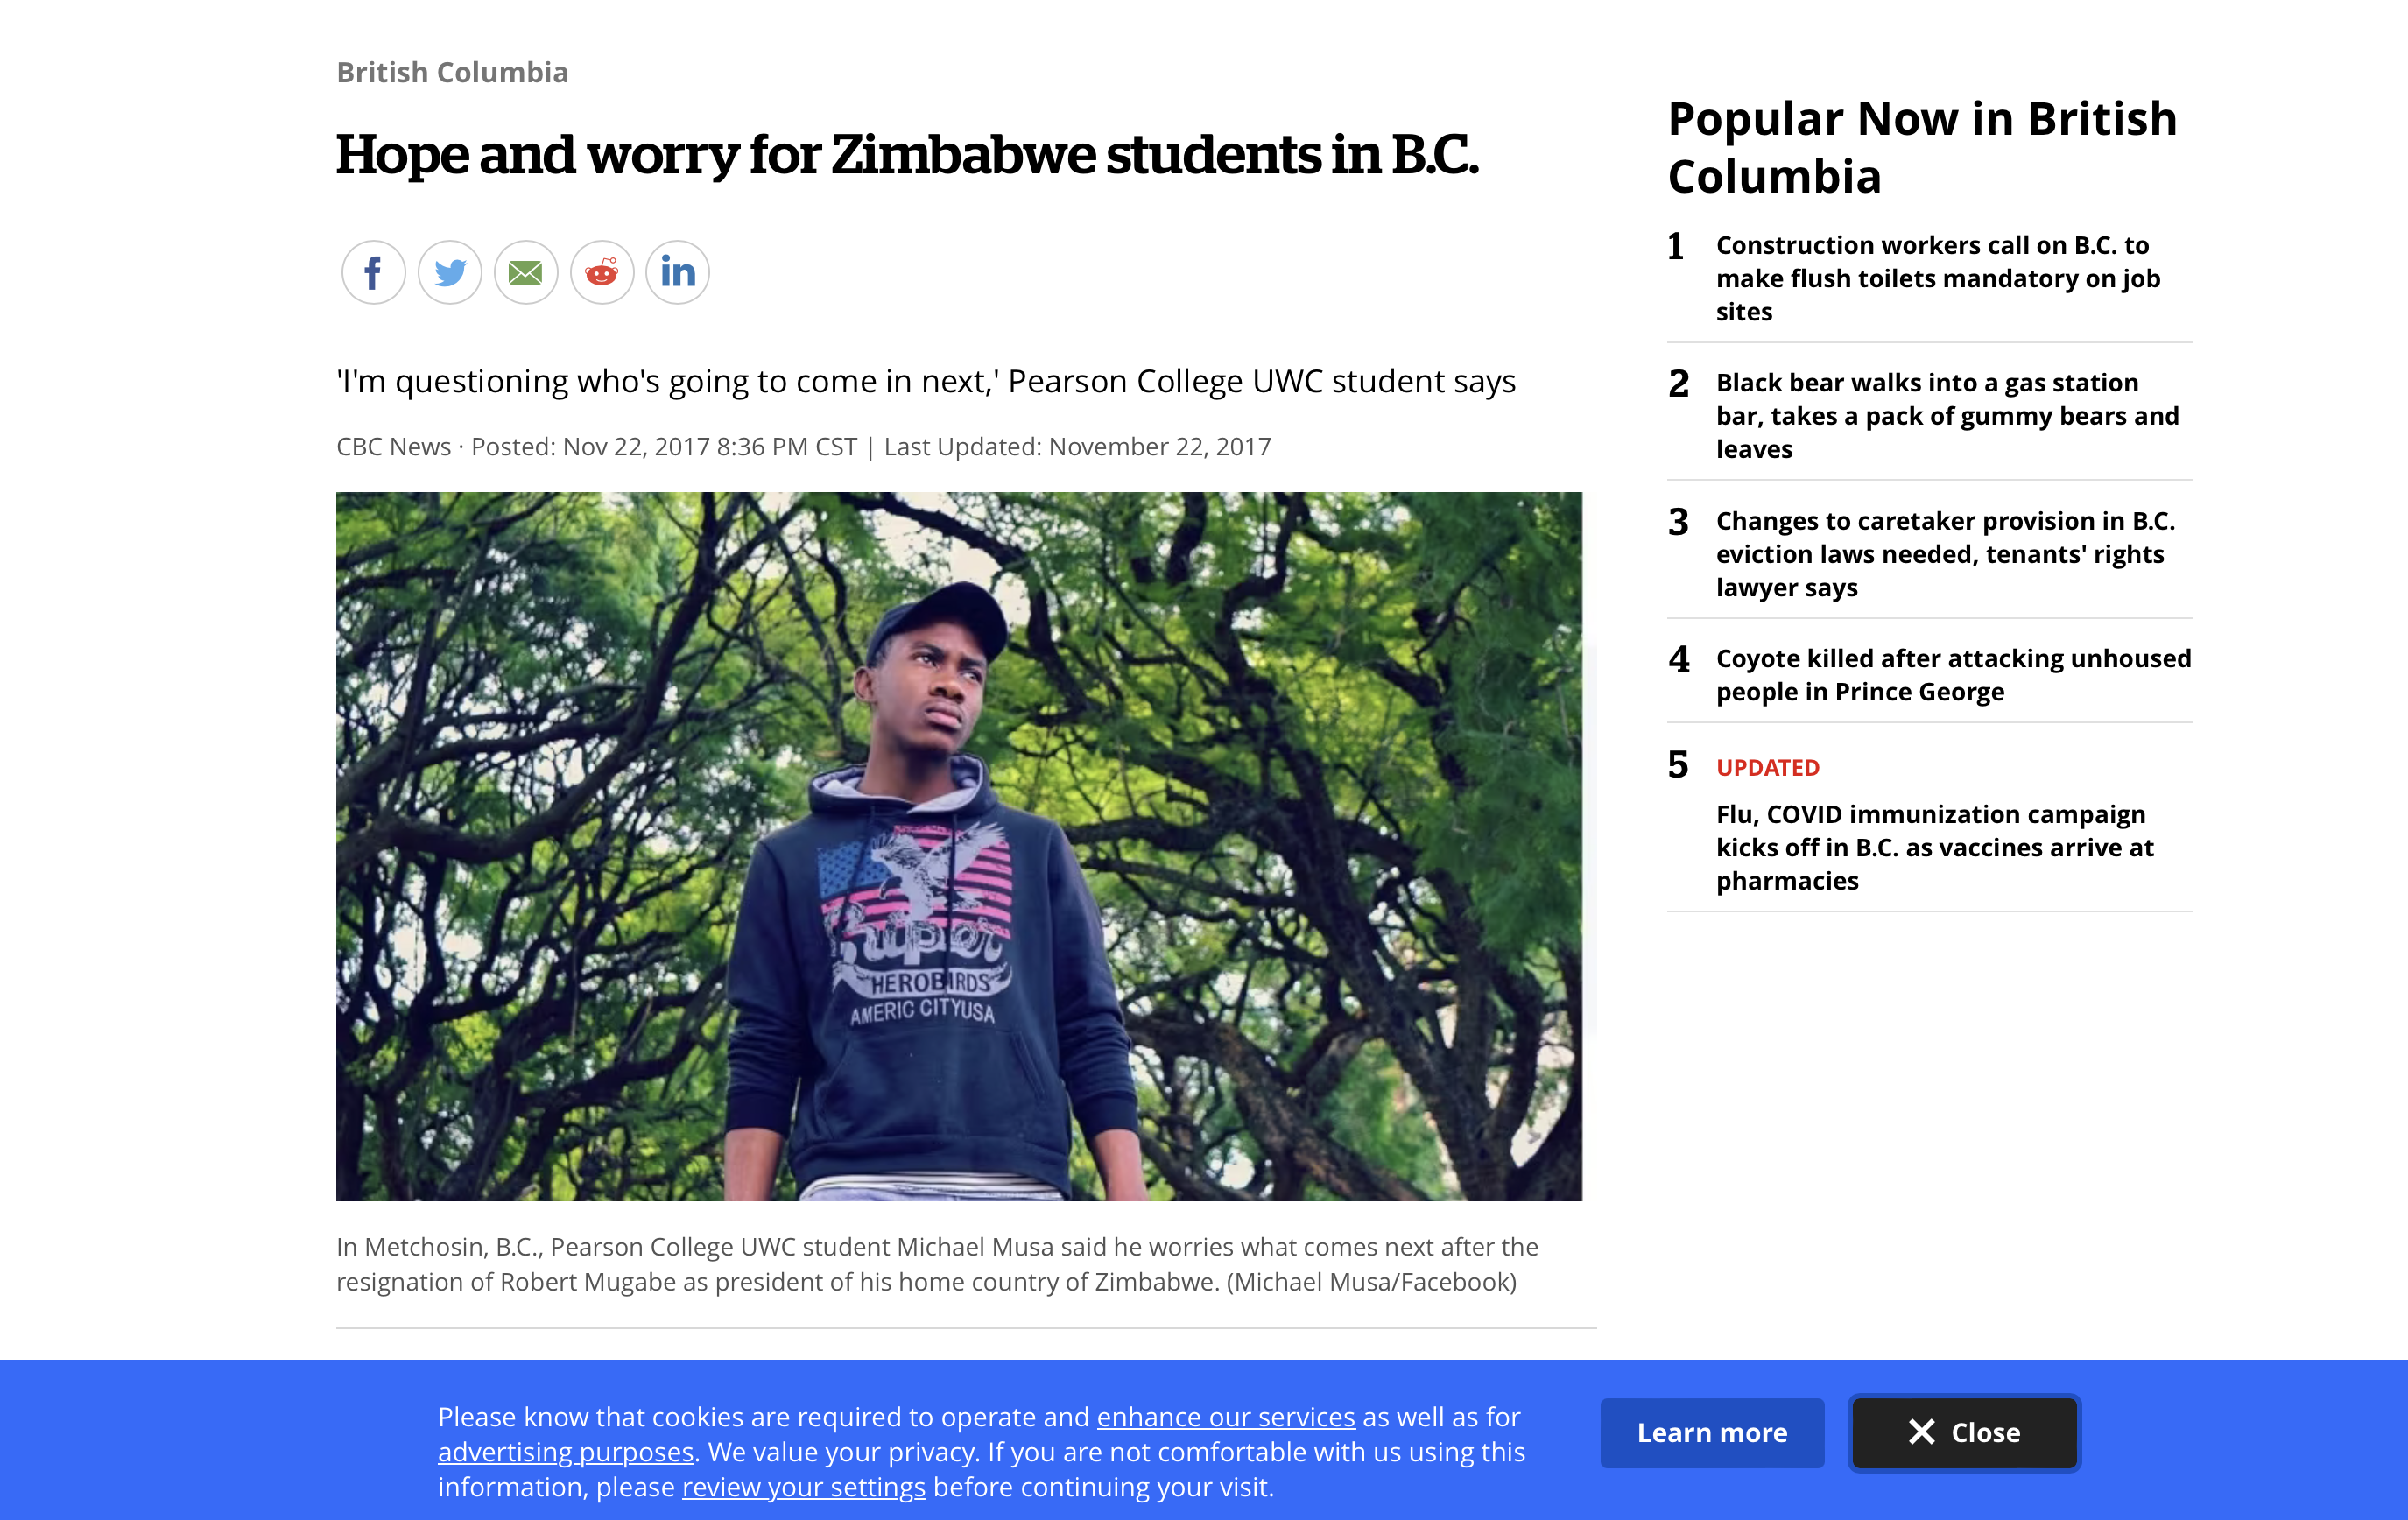 British Columbia
Hope and worry for Zimbabwe students in B.C.
'I'm questioning who's going to come in next,' Pearson College UWC student says
CBC News · Posted: Nov 22, 2017 8:36 PM CST | Last Updated: November 22, 2017
Super
HEROBIRDS
AMERIC CITYUSA
In Metchosin, B.C., Pearson College UWC student Michael Musa said he worries what comes next after the
resignation of Robert Mugabe as president of his home country of Zimbabwe. (Michael Musa/Facebook)
Popular Now in British
Columbia
1 Construction workers call on B.C. to
make flush toilets mandatory on job
sites
2 Black bear walks into a gas station
bar, takes a pack of gummy bears and
leaves
3 Changes to caretaker provision in B.C.
eviction laws needed, tenants' rights
lawyer says
4 Coyote killed after attacking unhoused
people in Prince George
5 UPDATED
Flu, COVID immunization campaign
kicks off in B.C. as vaccines arrive at
pharmacies
Please know that cookies are required to operate and enhance our services as well as for
advertising purposes. We value your privacy. If you are not comfortable with us using this
information, please review your settings before continuing your visit.
Learn more
Close